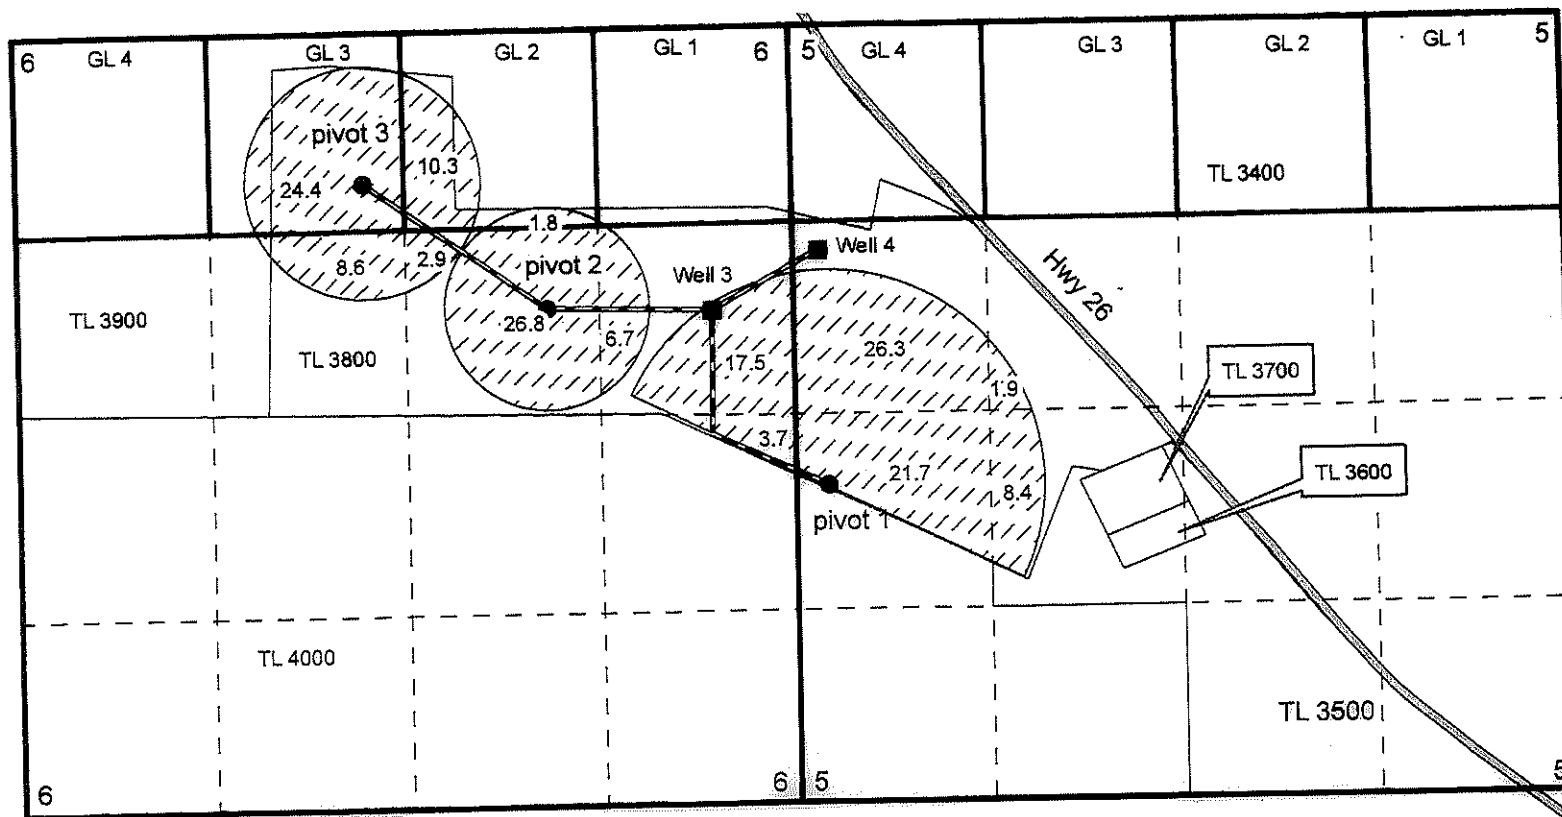 6 GL 4 GL 3 GL 2 GL 1 6 5 GL 4 GL 3 GL 2 GL 1 5
pivot 3
10.3
24.4
TL 3400
1.8
Well 4
8.6
2.9
pivot 2
Well 3
Hwy 26
TL 3900
26.8
6.7
TL 3800
17.5
26.3
1.9
TL 3700
3.7
21.7
8.4
TL 3600
pivot 1
TL 4000
TL 3500
6 6 5 5